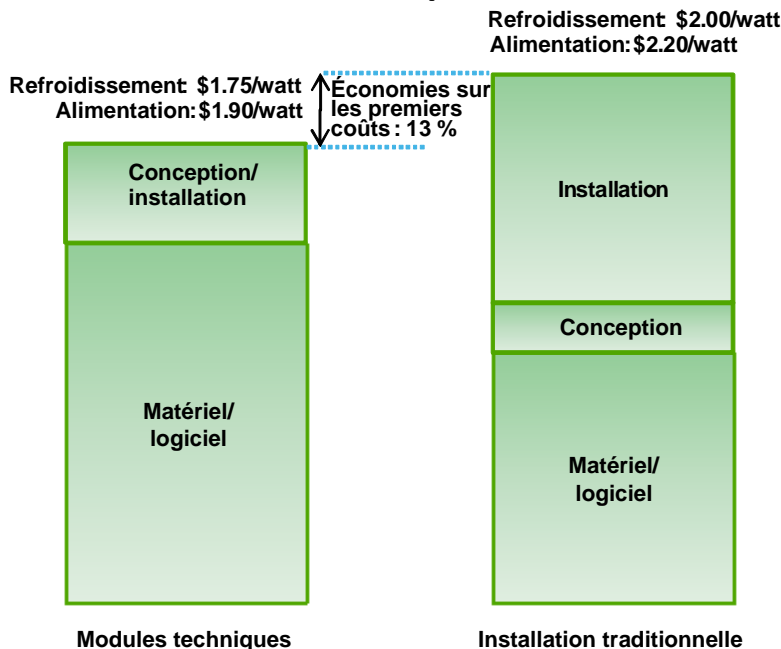 Refroidissement: $2.00/watt
Alimentation: $2.20/watt
Refroidissement: $1.75/watt
Alimentation: $1.90/watt
Économies sur
les premiers
coûts : 13 %
Conception/
installation
Matériel/
logiciel
Installation
Conception
Matériel/
logiciel
Modules techniques
Installation traditionnelle